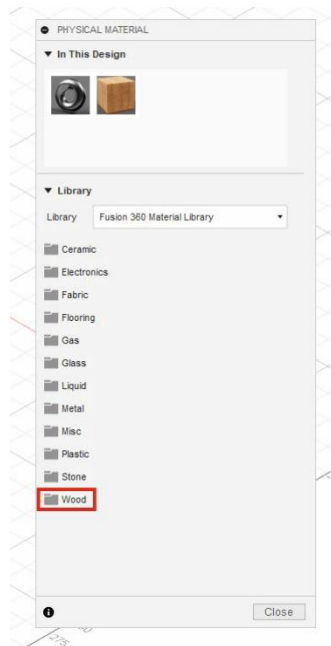 PHYSICAL MATERIAL
In This Design
Library
Library Fusion 360 Material Library
Ceramic
Electronics
Fabric
Flooring
Gas
Glass
Liquid
Metal
Misc
Plastic
Stone
Wood
Close
275